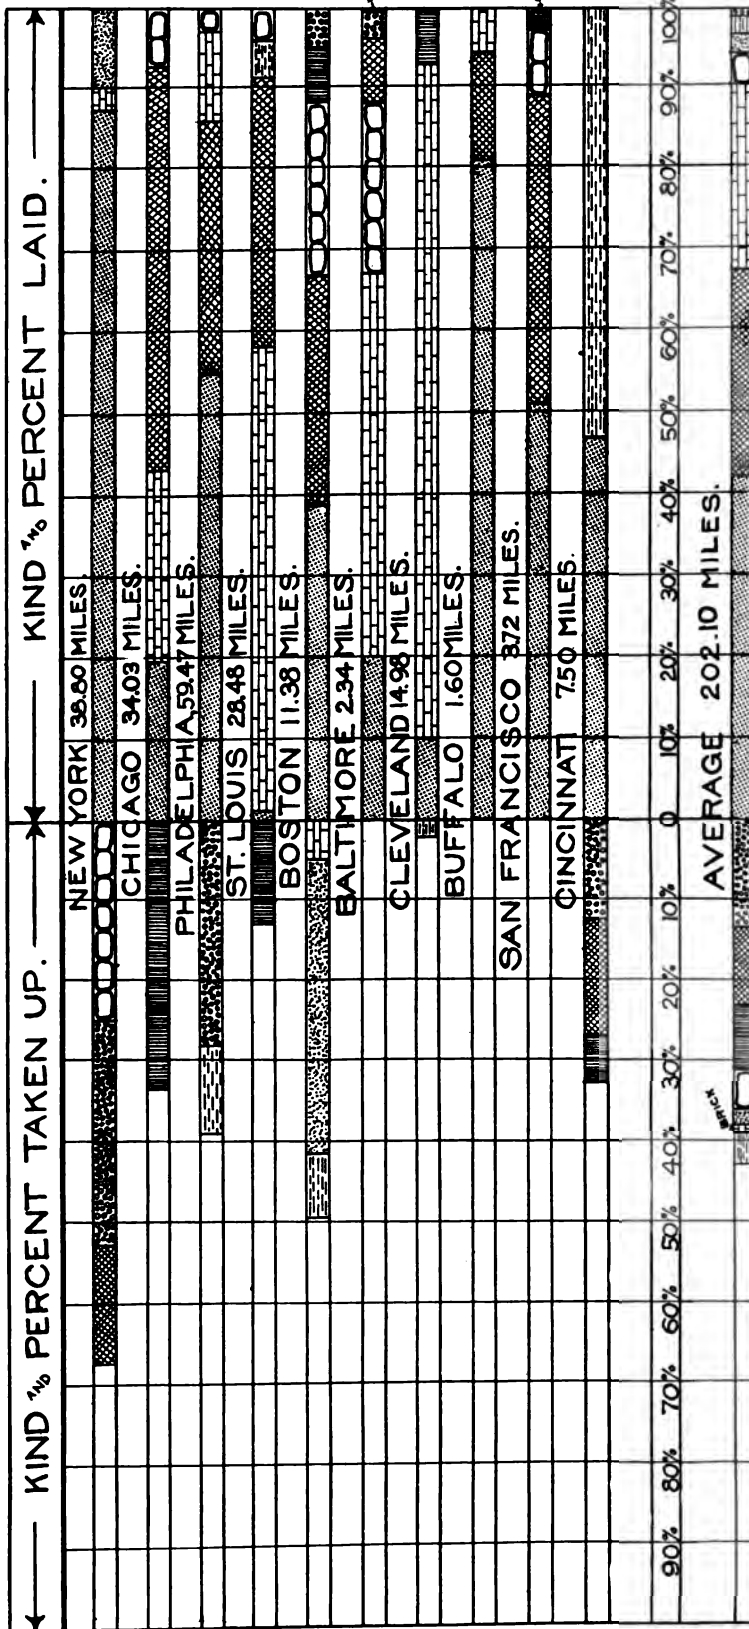 KIND AND PERCENT TAKEN UP.
KIND AND PERCENT LAID.
NEW YORK 38.80 MILES.
CHICAGO 34.03 MILES.
PHILADELPHIA, 59.47 MILES.
ST. LOUIS 28.48 MILES.
BOSTON 11.38 MILES.
BALTIMORE 2.34 MILES.
CLEVELAND 14.98 MILES.
BUFFALO 1.60 MILES.
SAN FRANCISCO 3.72 MILES.
CINCINNATI 7.50 MILES.
90% 80% 70% 60% 50% 40% 30% 20% 10% 0 10% 20% 30% 40% 50% 60% 70% 80% 90% 100%
AVERAGE 202.10 MILES.
BRICK